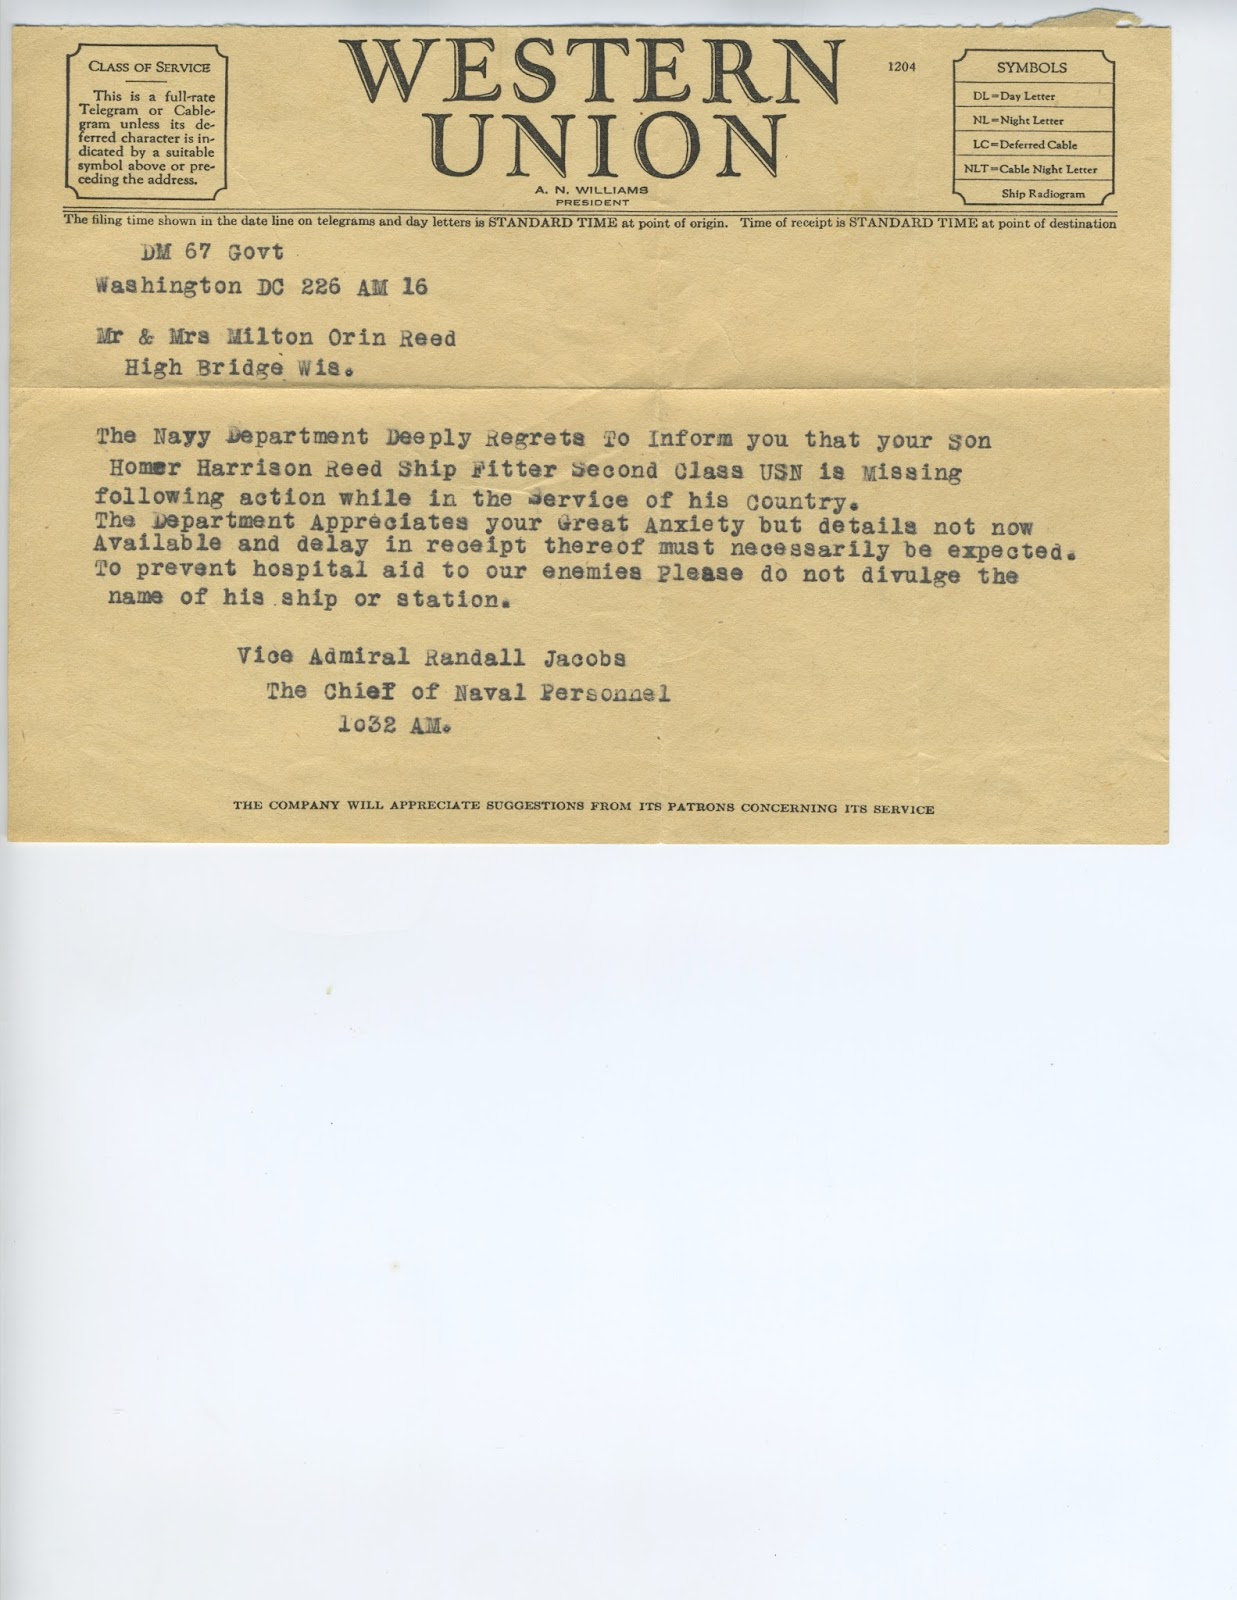 CLASS OF SERVICE
This is a full-rate
Telegram or Cable-
gram unless its de-
ferred character is in-
dicated by a suitable
symbol above or pre-
ceding the address.
WESTERN
UNION
A. N. WILLIAMS
PRESIDENT
1204
SYMBOLS
DL=Day Letter
NL=Night Letter
LC=Deferred Cable
NLT=Cable Night Letter
Ship Radiogram
The filing time shown in the date line on telegrams and day letters is STANDARD TIME at point of origin. Time of receipt is STANDARD TIME at point of destination
DM 67 Govt
Washington DC 226 AM 16
Mr & Mrs Milton Orin Reed
High Bridge Wis.
The Navy Department Deeply Regrets To Inform you that your Son
Homer Harrison Reed Ship Fitter Second Class USN is Missing
following action while in the Service of his Country.
The Department Appreciates your Great Anxiety but details not now
Available and delay in receipt thereof must necessarily be expected.
To prevent hospital aid to our enemies Please do not divulge the
name of his ship or station.
Vice Admiral Randall Jacobs
The Chief of Naval Personnel
1032 AM.
THE COMPANY WILL APPRECIATE SUGGESTIONS FROM ITS PATRONS CONCERNING ITS SERVICE